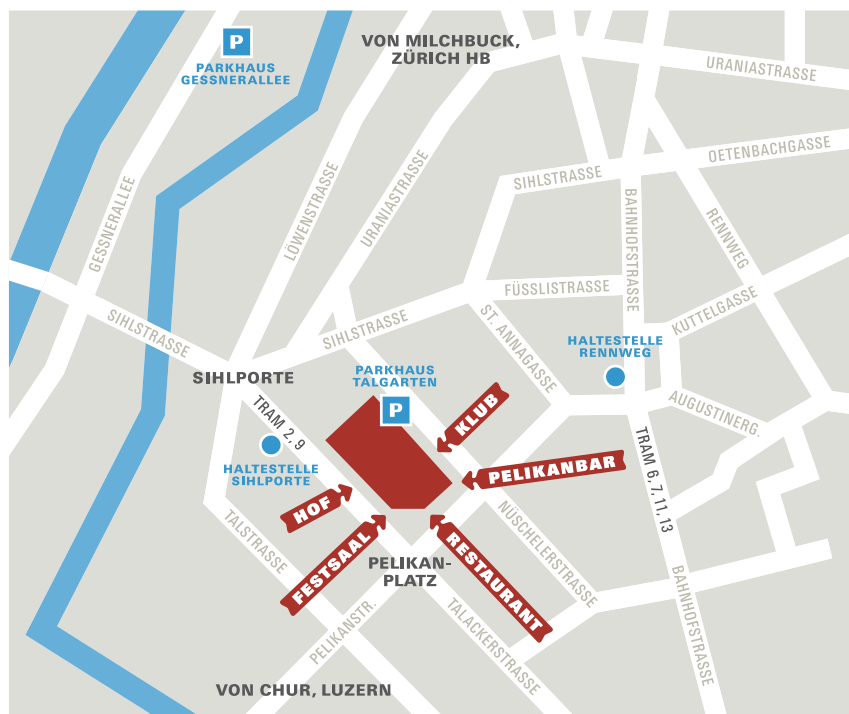 VON MILCHBUCK,
ZÜRICH HB
P
PARKHAUS
GESSNERALLEE
URANIASTRASSE
OETENBACHGASSE
SIHLSTRASSE
GESSNERALLEE
LÖWENSTRASSE
URANIASTRASSE
BAHNHOFSTRASSE
RENNWEG
FÜSSLISTRASSE
KUTTELGASSE
SIHLSTRASSE
SIHLSTRASSE
ST. ANNAGASSE
HALTESTELLE
RENNWEG
SIHLPORTE
PARKHAUS
TALGARTEN
P
TRAM 2, 9
KLUB
AUGUSTINERG.
HALTESTELLE
SIHLPORTE
PELIKANBAR
TRAM 6, 7, 11, 13
HOF
FESTSAAL
RESTAURANT
NÜSCHELERSTRASSE
TALSTRASSE
PELIKAN-
PLATZ
PELIKANSTR.
TALACKERSTRASSE
BAHNHOFSTRASSE
VON CHUR, LUZERN